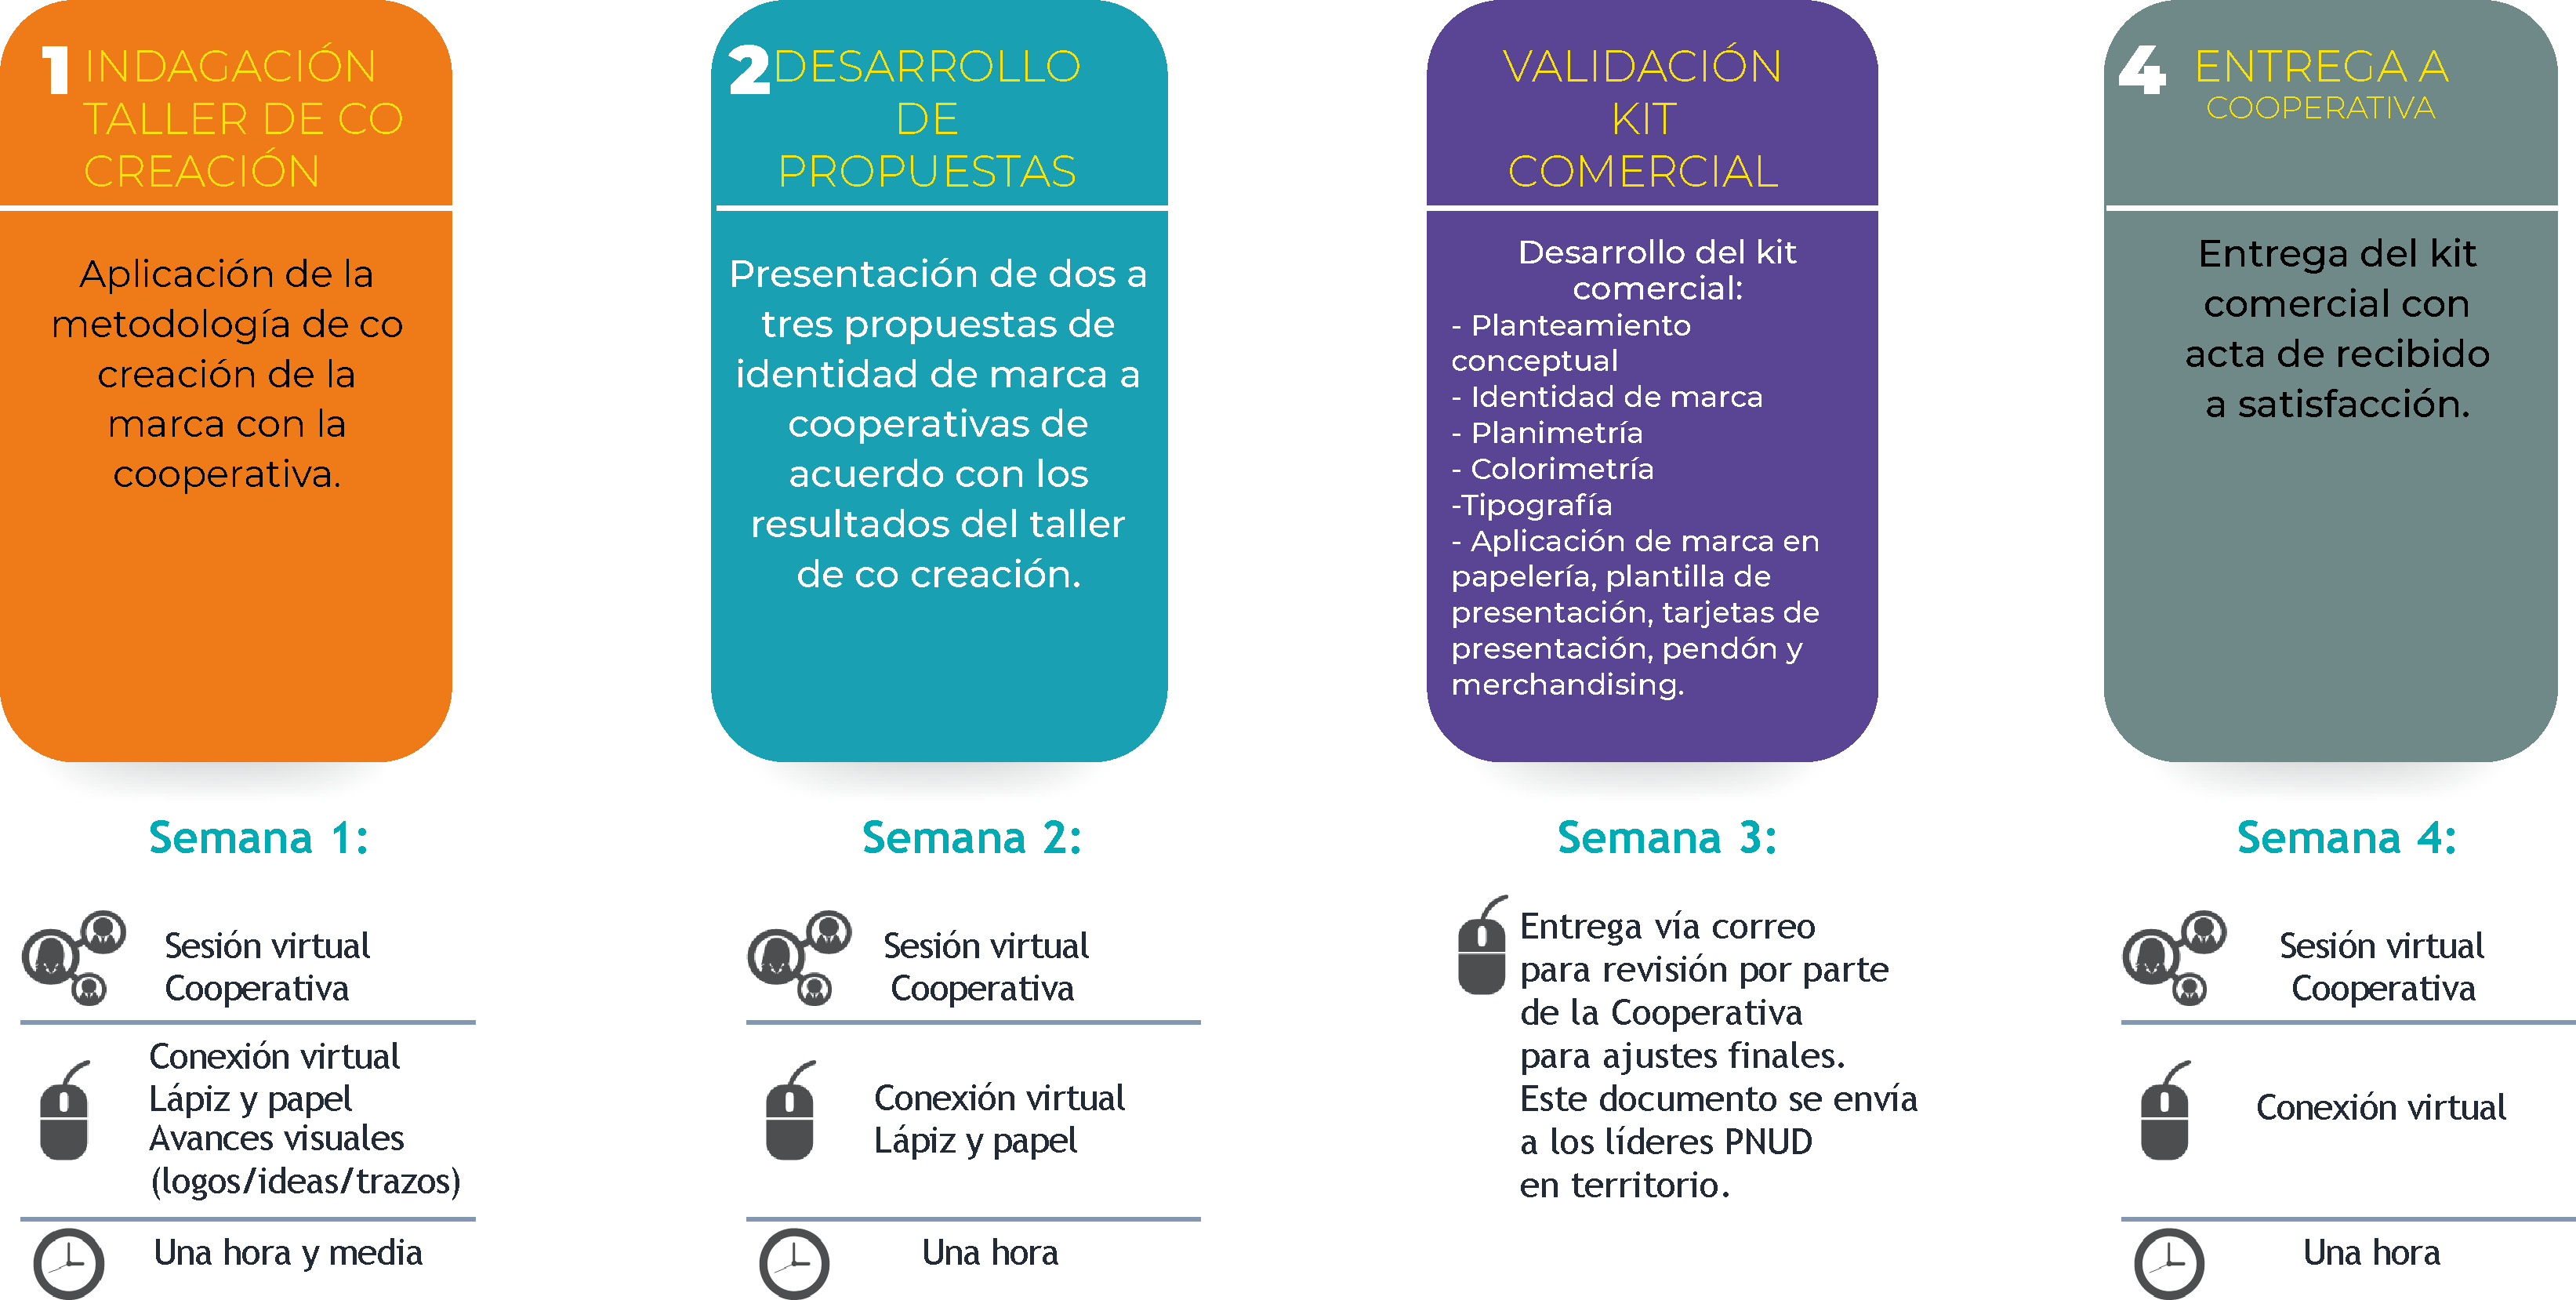 1 INDAGACIÓN
TALLER DE CO
CREACIÓN
Aplicación de la
metodología de co
creación de la
marca con la
cooperativa.
Semana 1:
Sesión virtual
Cooperativa
Conexión virtual
Lápiz y papel
Avances visuales
(logos/ideas/trazos)
Una hora y media
2 DESARROLLO
DE
PROPUESTAS
Presentación de dos a
tres propuestas de
identidad de marca a
cooperativas de
acuerdo con los
resultados del taller
de co creación.
Semana 2:
Sesión virtual
Cooperativa
Conexión virtual
Lápiz y papel
Una hora
VALIDACIÓN
KIT
COMERCIAL
Desarrollo del kit
comercial:
- Planteamiento
conceptual
- Identidad de marca
- Planimetría
- Colorimetría
-Tipografía
- Aplicación de marca en
papelería, plantilla de
presentación, tarjetas de
presentación, pendón y
merchandising.
Semana 3:
Entrega vía correo
para revisión por parte
de la Cooperativa
para ajustes finales.
Este documento se envía
a los líderes PNUD
en territorio.
4 ENTREGA A
COOPERATIVA
Entrega del kit
comercial con
acta de recibido
a satisfacción.
Semana 4:
Sesión virtual
Cooperativa
Conexión virtual
Una hora